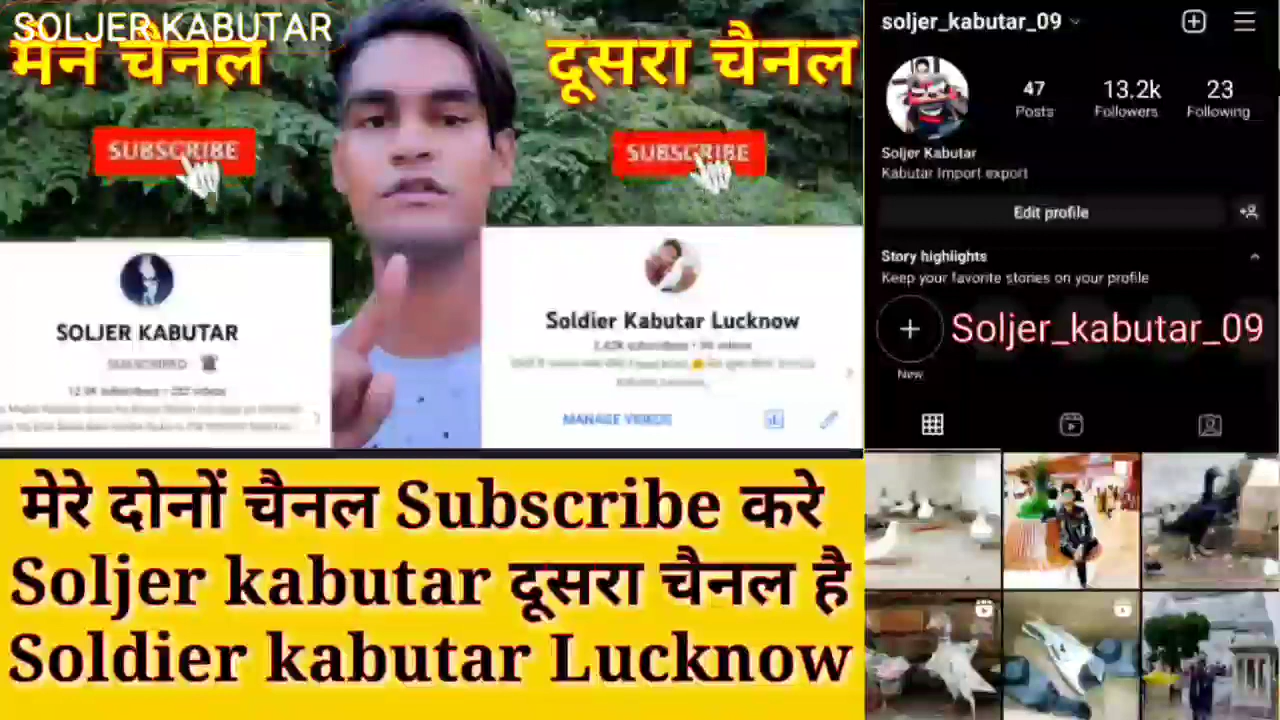 SOLJER KABUTAR
मेन चैनल
दूसरा चैनल
SUBSCRIBE
SUBSCRIBE
SOLJER KABUTAR
SUBSCRIBED
Soldier Kabutar Lucknow
MANAGE VIDEOS
मेरे दोनों चैनल Subscribe करे
Soljer kabutar दूसरा चैनल है
Soldier kabutar Lucknow
soljer_kabutar_09
47
Posts
13.2k
Followers
23
Following
Soljer Kabutar
Kabutar Import export
Edit profile
Story highlights
Keep your favorite stories on your profile
Soljer_kabutar_09
New